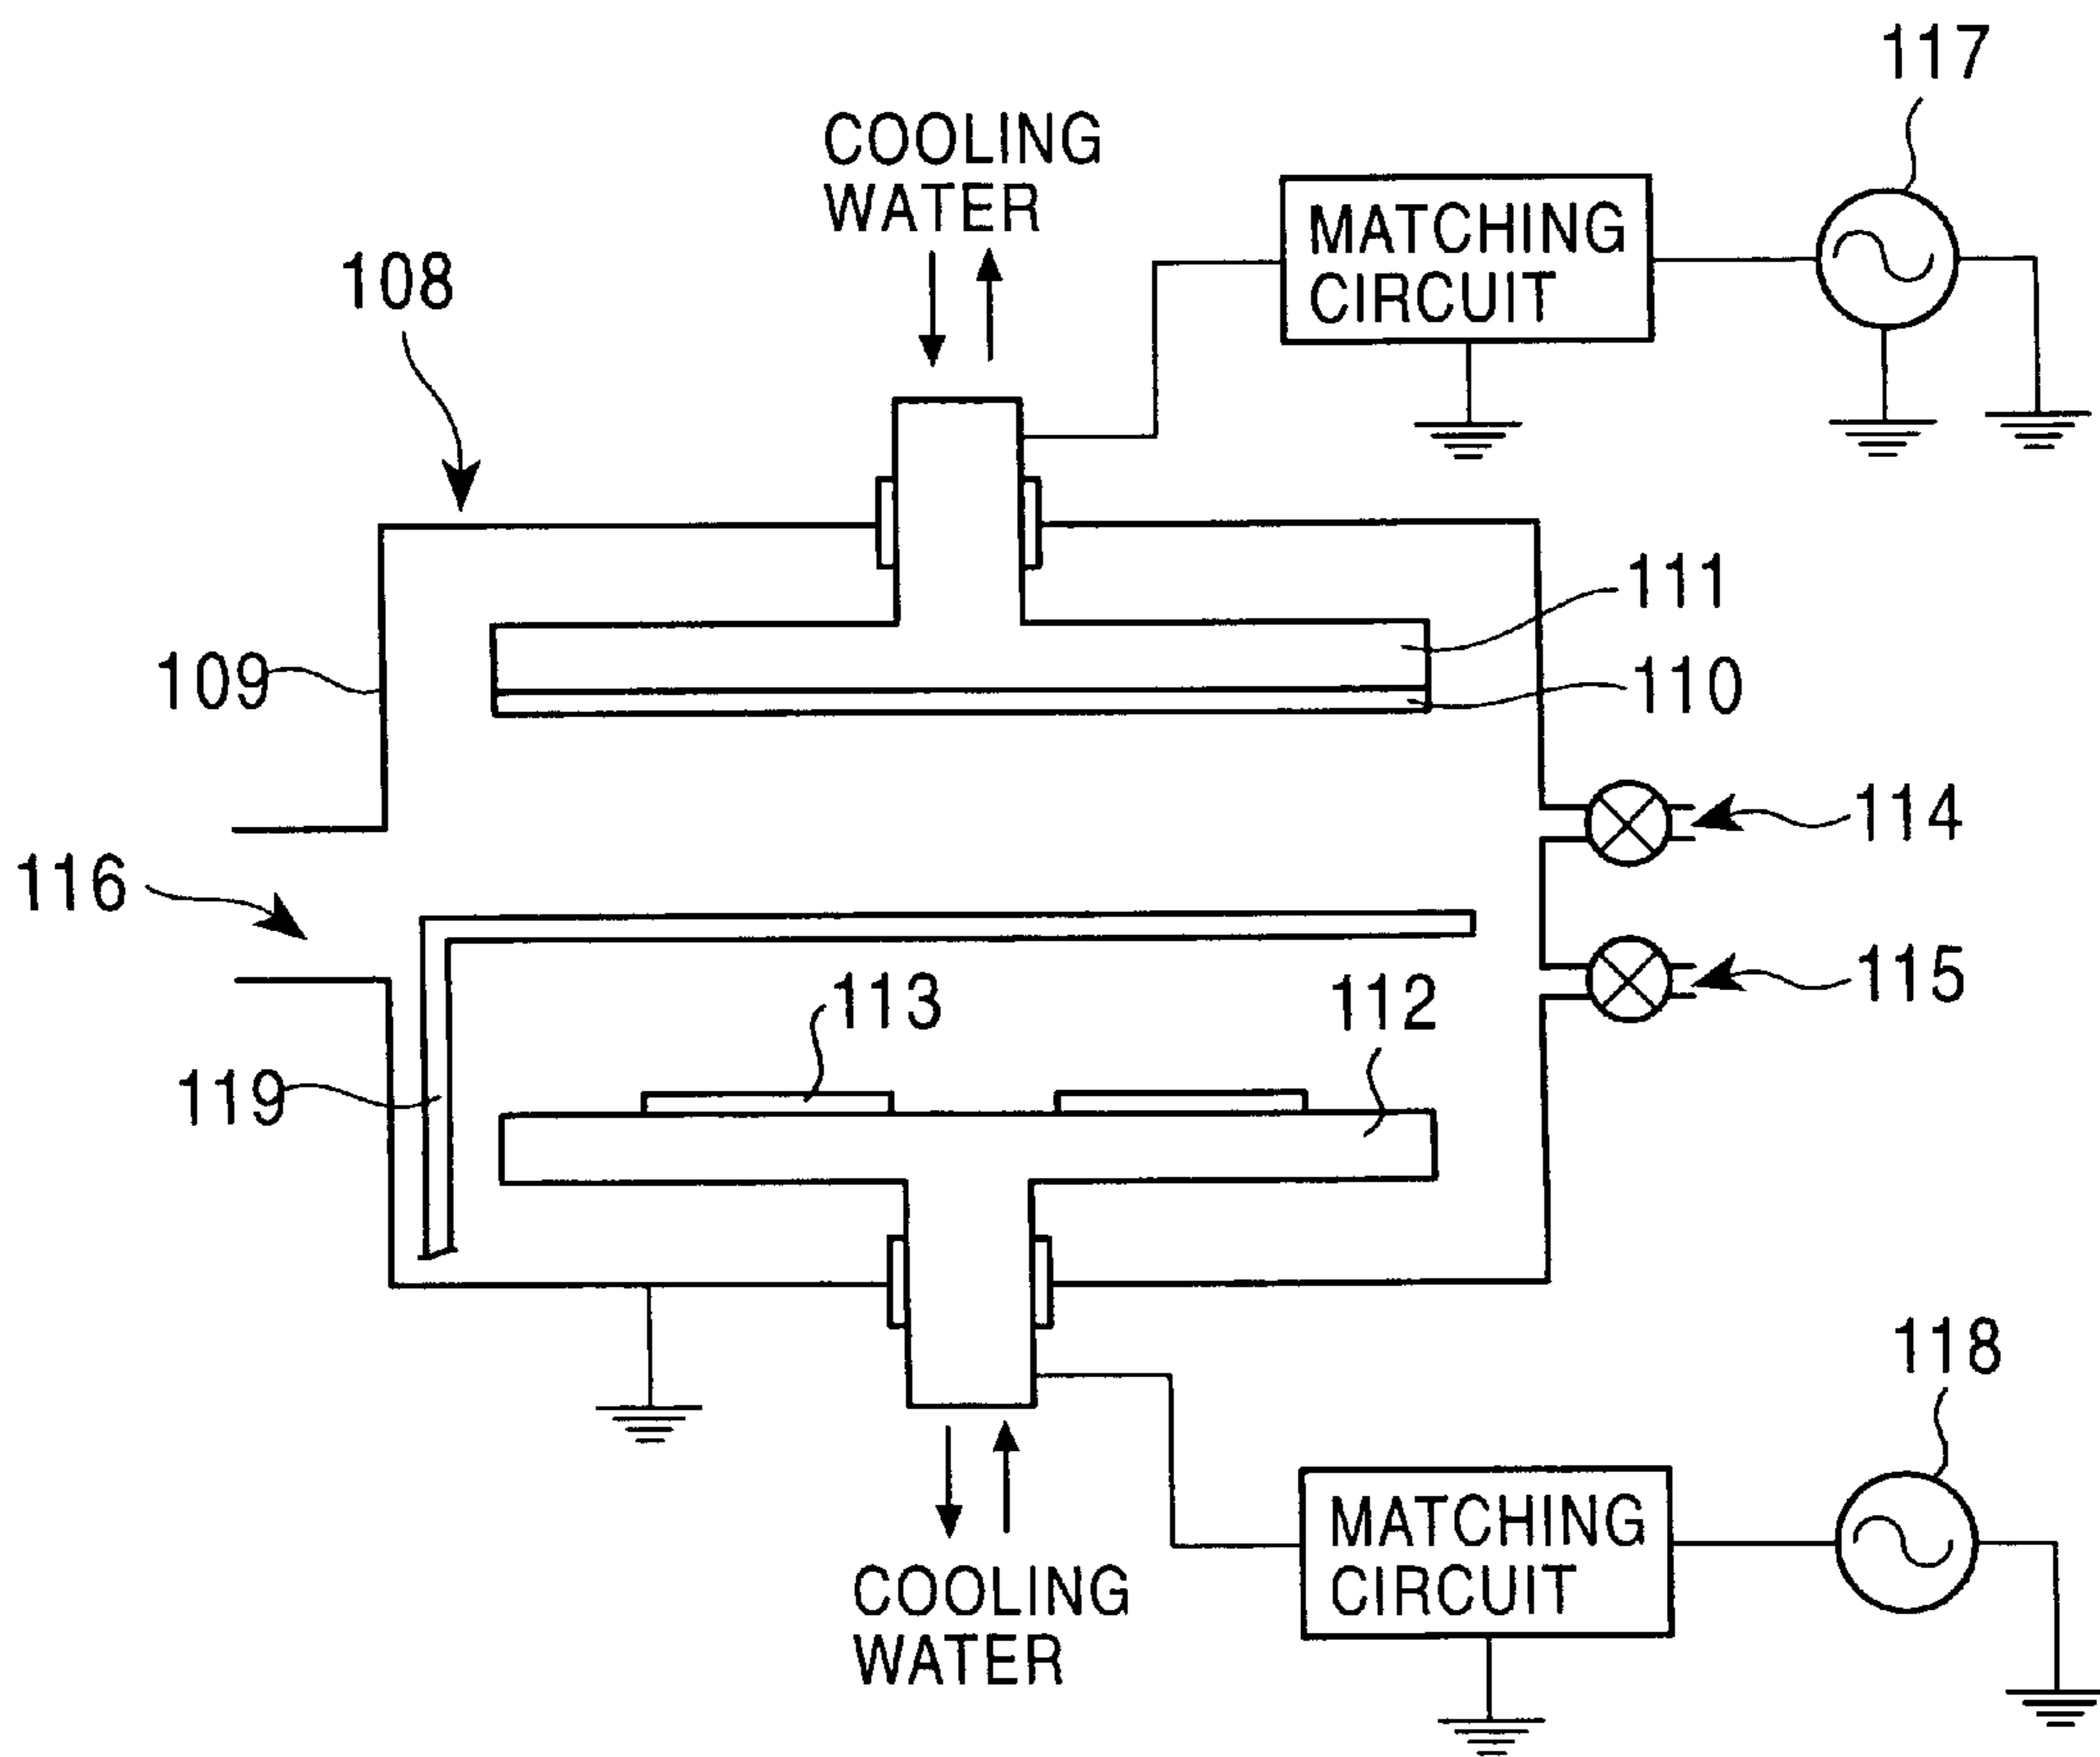 117
COOLING
WATER
MATCHING
CIRCUIT
108
111
109
110
114
116
115
113
112
119
118
MATCHING
CIRCUIT
COOLING
WATER